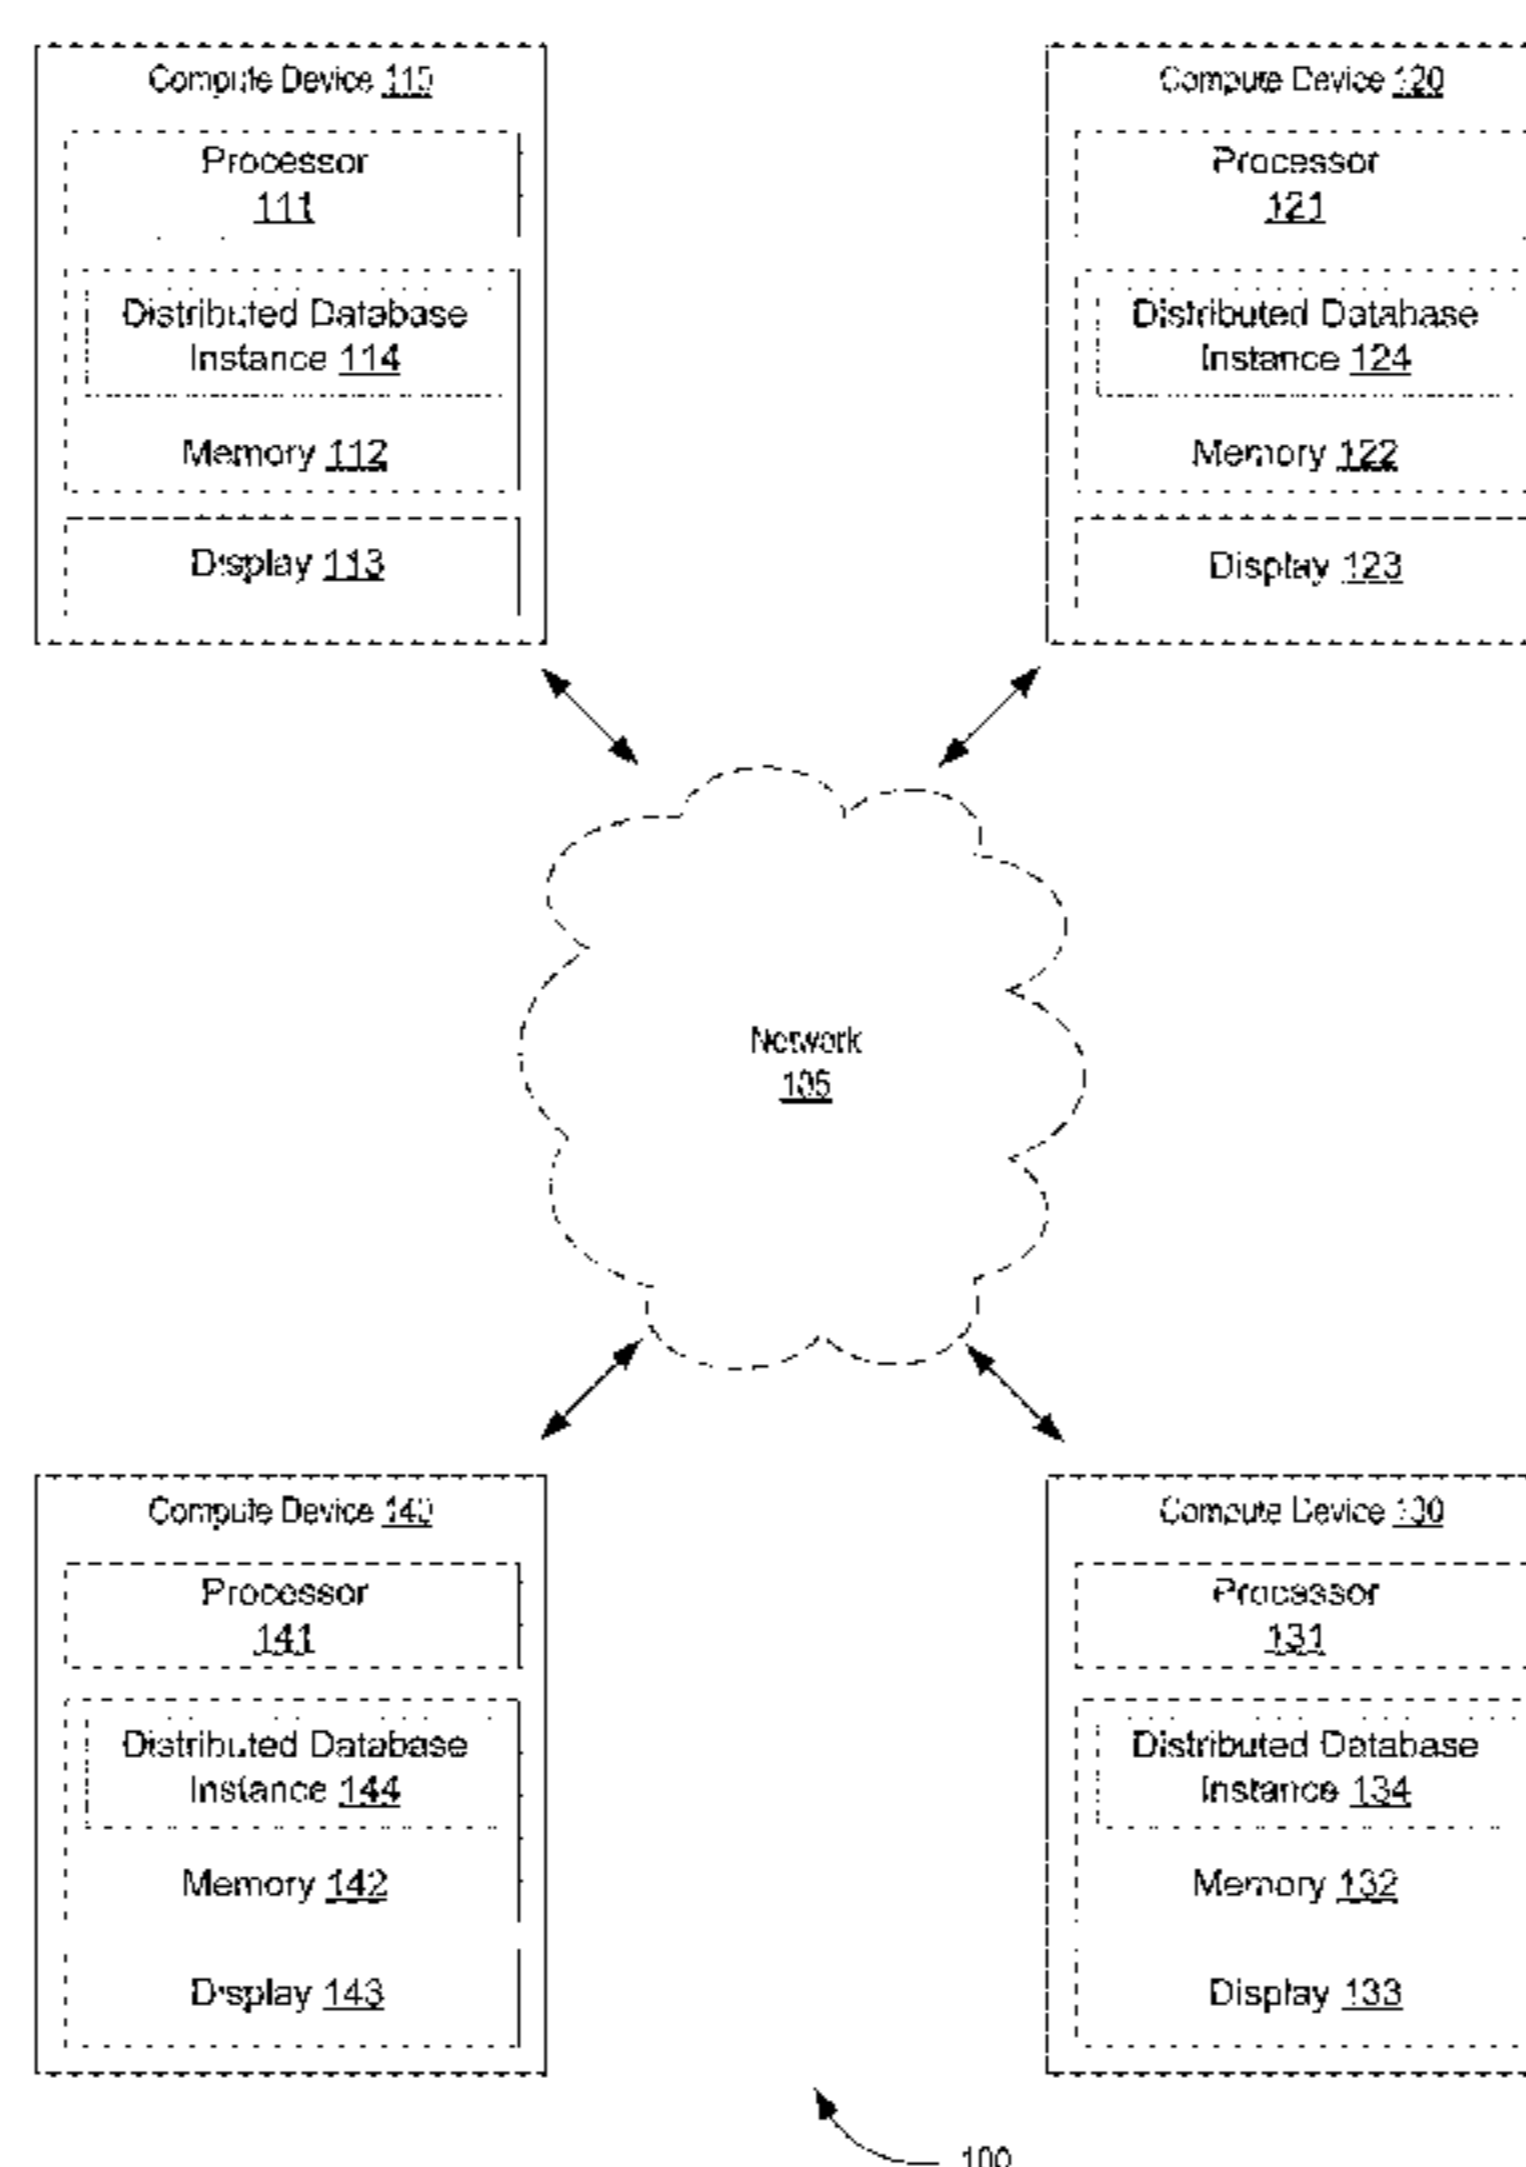 Compute Device 110
Processor
111
Distributed Database
Instance 114
Memory 112
Display 113
Compute Device 120
Processor
121
Distributed Database
Instance 124
Memory 122
Display 123
Network
105
Compute Device 140
Processor
141
Distributed Database
Instance 144
Memory 142
Display 143
Compute Device 130
Processor
131
Distributed Database
Instance 134
Memory 132
Display 133
100